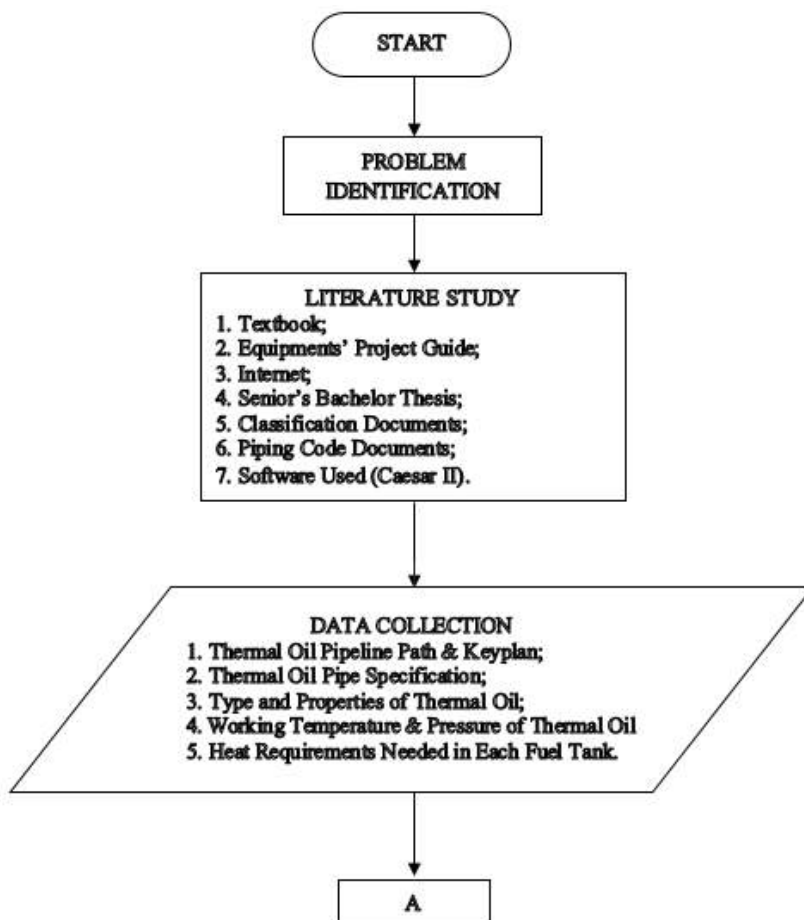 START
PROBLEM
IDENTIFICATION
LITERATURE STUDY
1. Textbook;
2. Equipments’ Project Guide;
3. Internet;
4. Senior’s Bachelor Thesis;
5. Classification Documents;
6. Piping Code Documents;
7. Software Used (Caesar II).
DATA COLLECTION
1. Thermal Oil Pipeline Path & Keyplan;
2. Thermal Oil Pipe Specification;
3. Type and Properties of Thermal Oil;
4. Working Temperature & Pressure of Thermal Oil
5. Heat Requirements Needed in Each Fuel Tank.
A